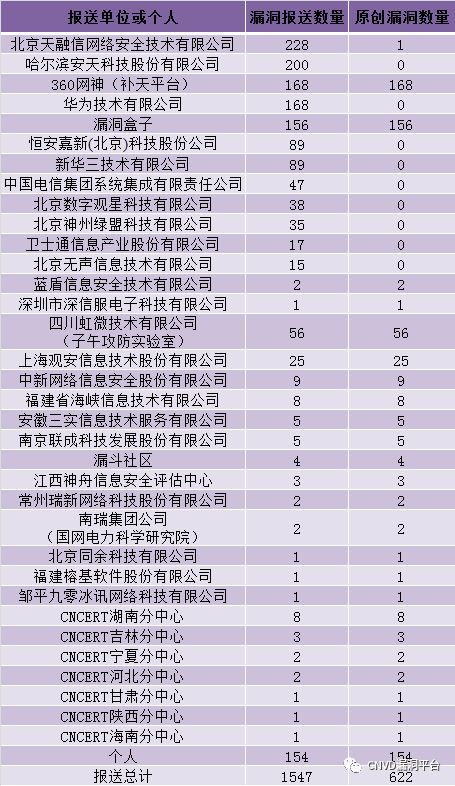 报送单位或个人 漏洞报送数量 原创漏洞数量
北京天融信网络安全技术有限公司 228 1
哈尔滨安天科技股份有限公司 200 0
360网神（补天平台） 168 168
华为技术有限公司 168 0
漏洞盒子 156 156
恒安嘉新(北京)科技股份公司 89 0
新华三技术有限公司 89 0
中国电信集团系统集成有限责任公司 47 0
北京数字观星科技有限公司 38 0
北京神州绿盟科技有限公司 35 0
卫士通信息产业股份有限公司 17 0
北京无声信息技术有限公司 15 0
蓝盾信息安全技术有限公司 2 2
深圳市深信服电子科技有限公司 1 1
四川虹微技术有限公司
（子午攻防实验室） 56 56
上海观安信息技术股份有限公司 25 25
中新网络信息安全股份有限公司 9 9
福建省海峡信息技术有限公司 8 8
安徽三实信息技术服务有限公司 5 5
南京联成科技发展股份有限公司 5 5
漏斗社区 4 4
江西神舟信息安全评估中心 3 3
常州瑞新网络科技股份有限公司 2 2
南瑞集团公司
（国网电力科学研究院） 2 2
北京同余科技有限公司 1 1
福建榕基软件股份有限公司 1 1
邹平九零冰讯网络科技有限公司 1 1
CNCERT湖南分中心 8 8
CNCERT吉林分中心 3 3
CNCERT宁夏分中心 2 2
CNCERT河北分中心 2 2
CNCERT甘肃分中心 1 1
CNCERT陕西分中心 1 1
CNCERT海南分中心 1 1
个人 154 154
报送总计 1547 622
CNVD漏洞平台